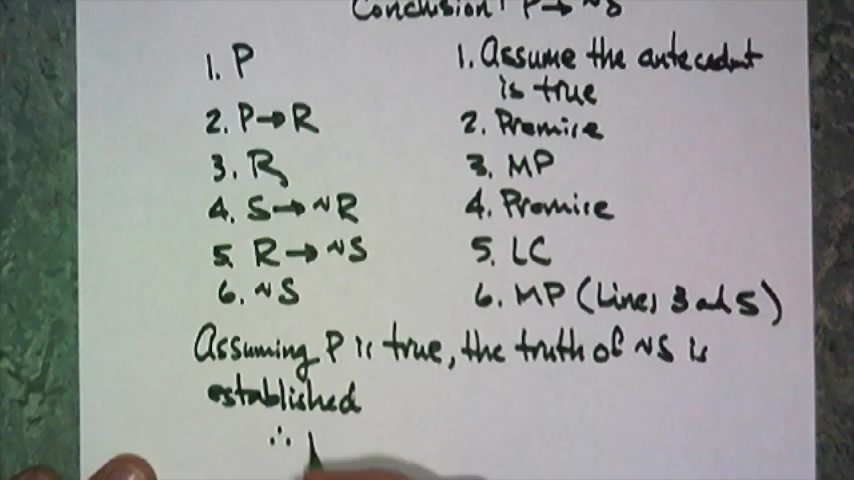 Conclusion: P→~S
1. P 1. Assume the antecedent
is true
2. P→R 2. Premise
3. R 3. MP
4. S→~R 4. Premise
5. R→~S 5. LC
6. ~S 6. MP (Lines 3 and 5)
Assuming P is true, the truth of ~S is
established
∴